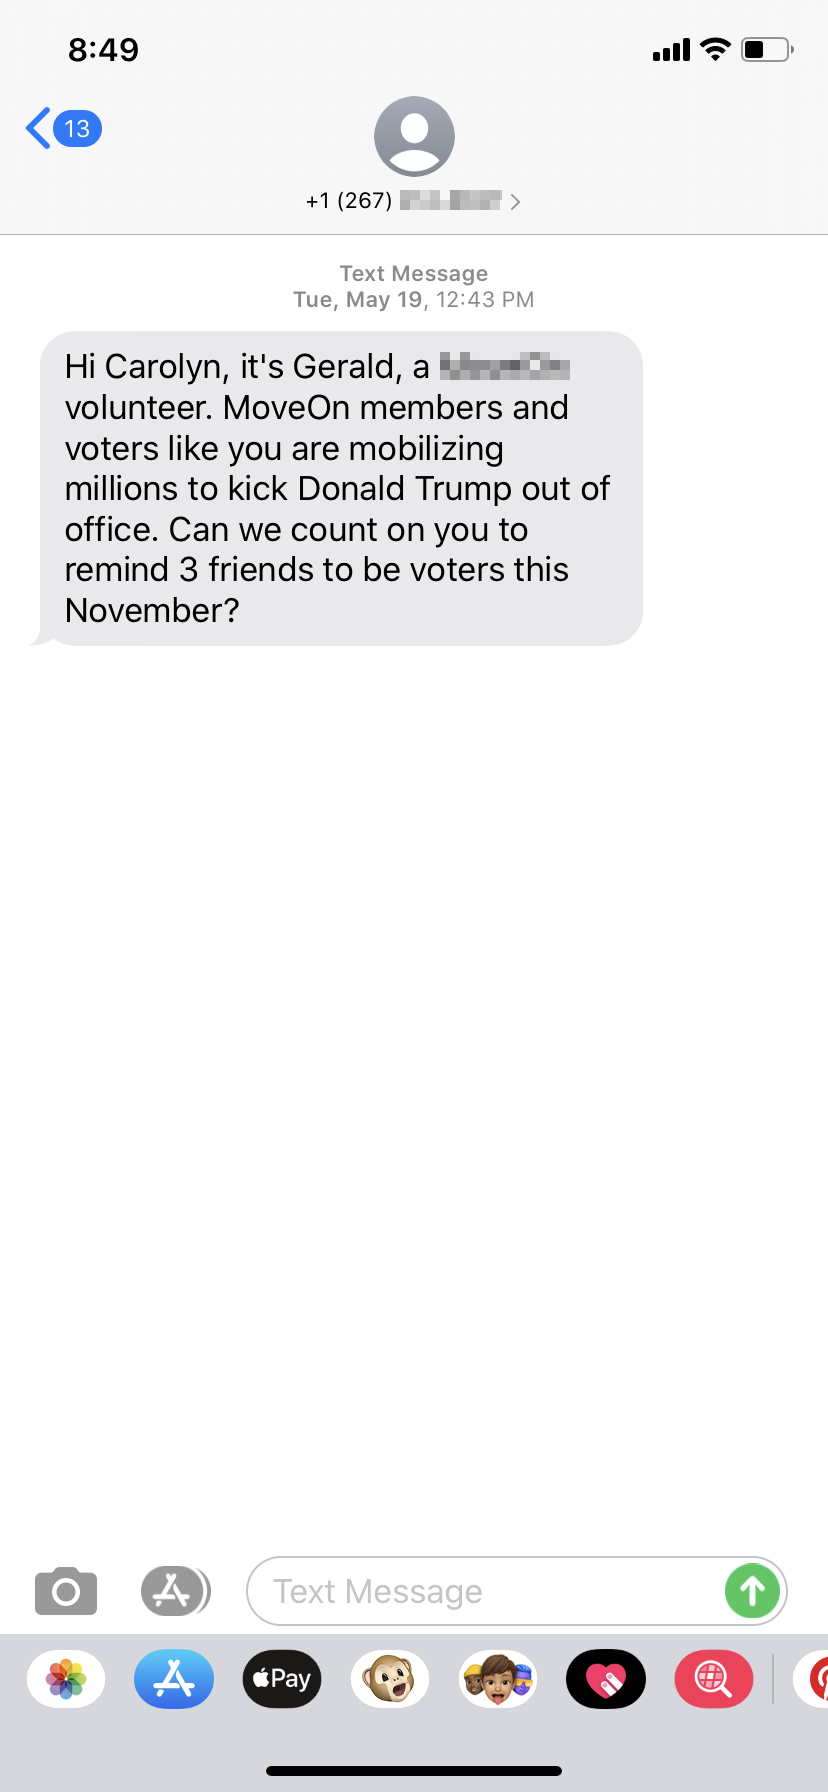 8:49
13
+1 (267)
Text Message
Tue, May 19, 12:43 PM
Hi Carolyn, it's Gerald, a
volunteer. MoveOn members and
voters like you are mobilizing
millions to kick Donald Trump out of
office. Can we count on you to
remind 3 friends to be voters this
November?
Text Message
Pay